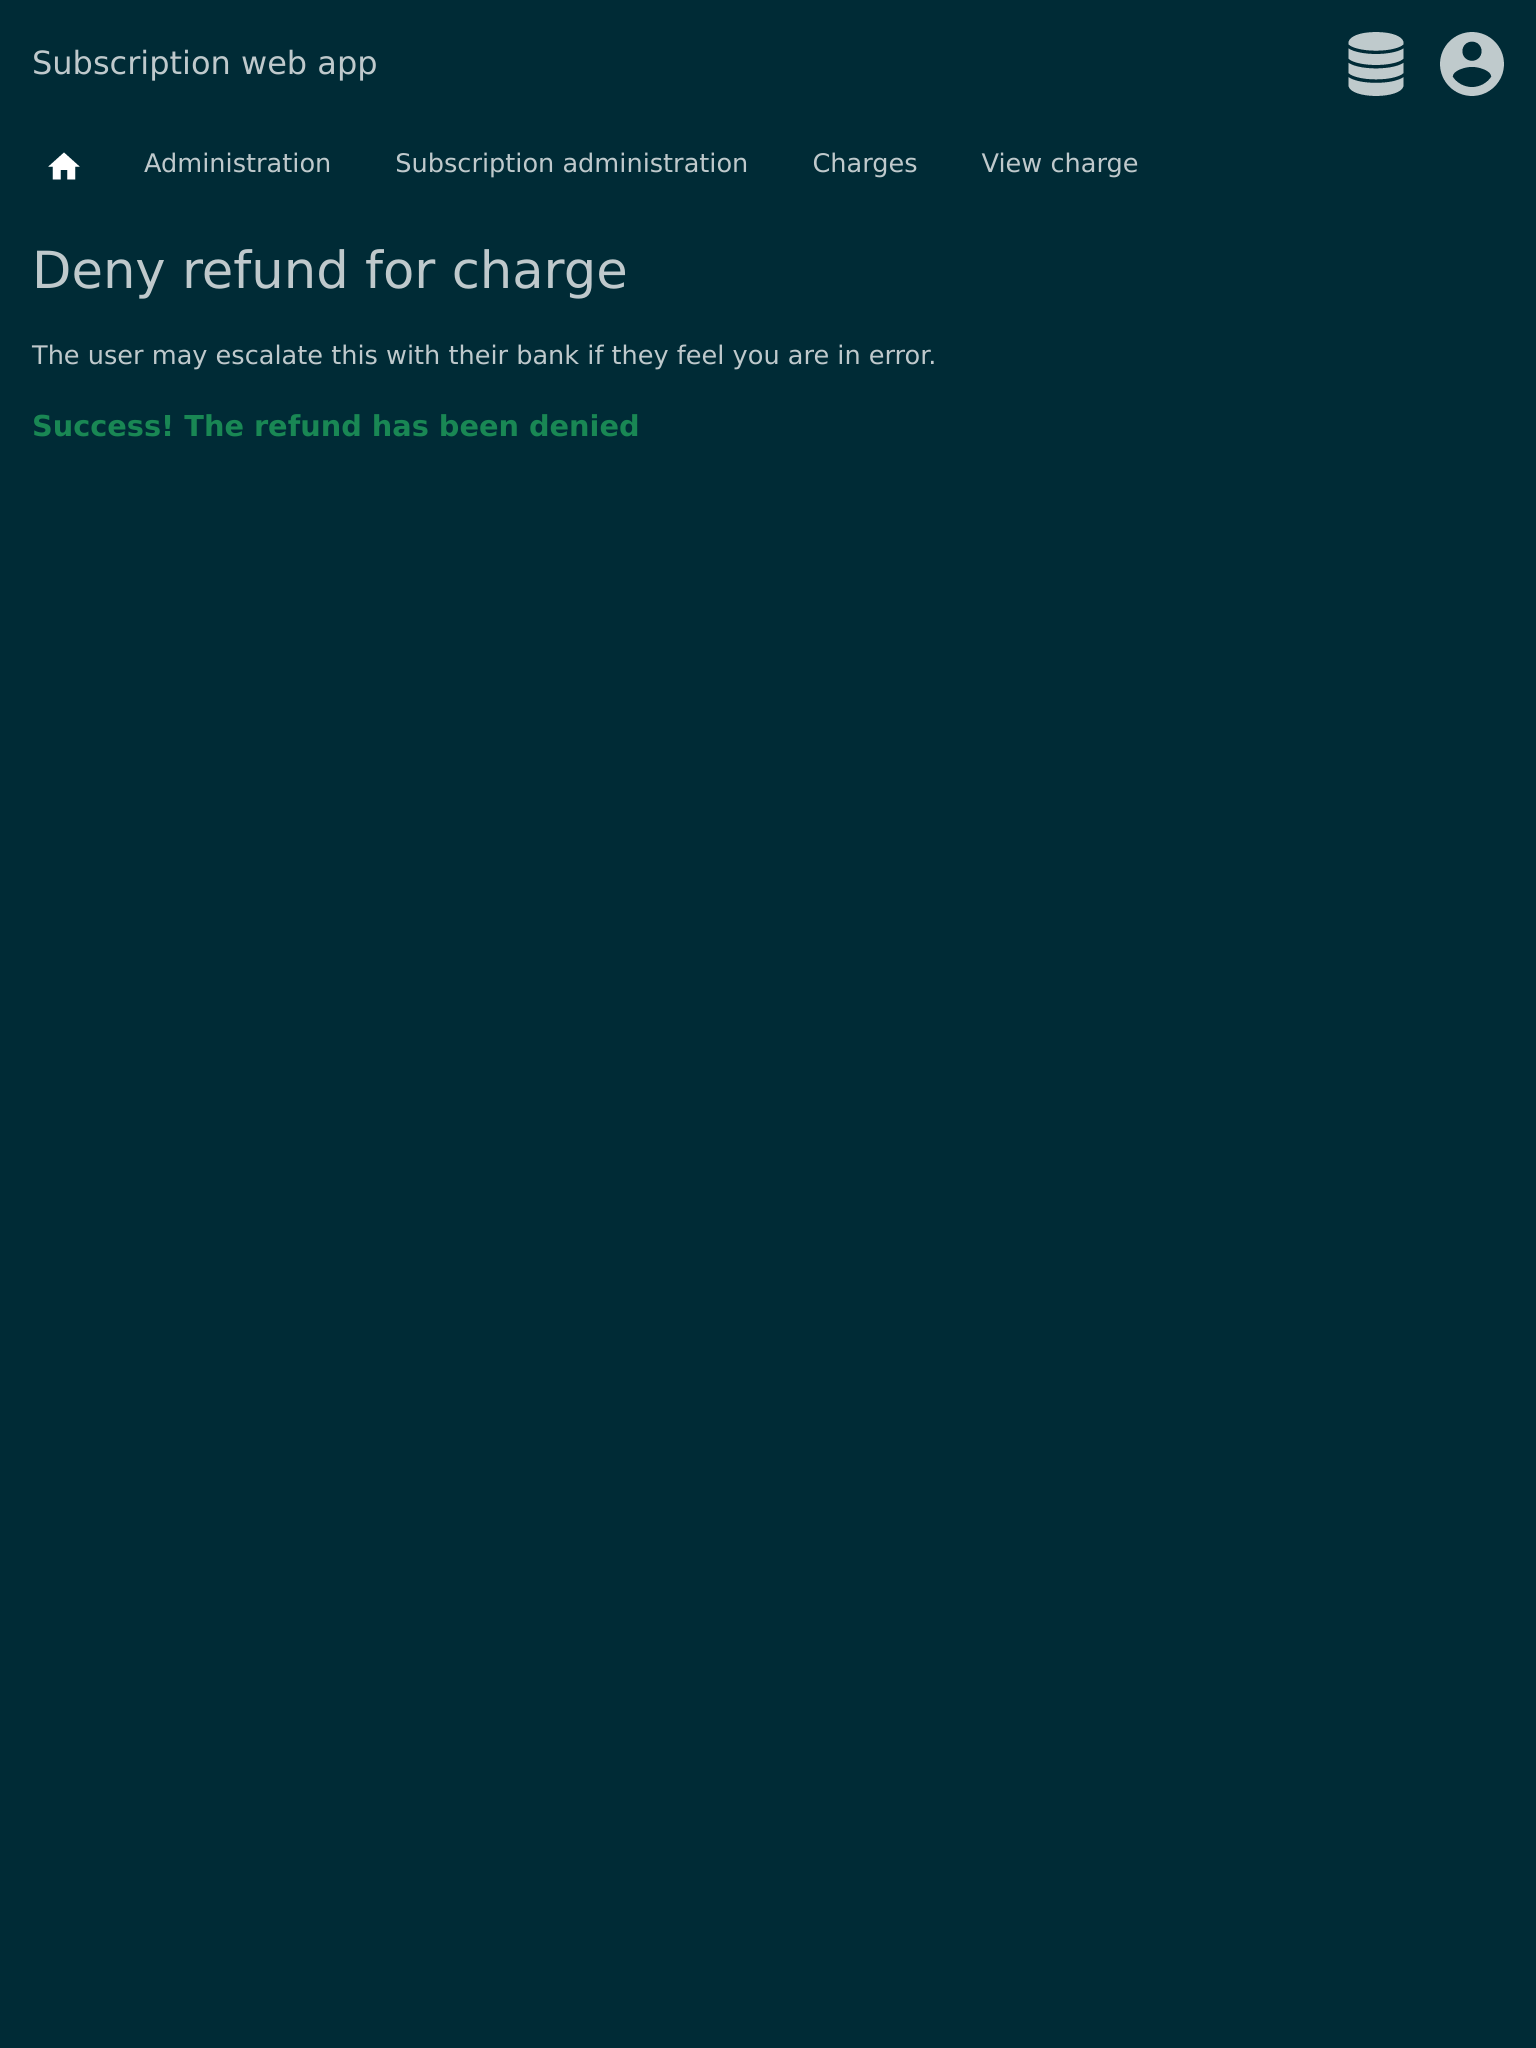 Subscription web app
Administration Subscription administration Charges View charge
Deny refund for charge
The user may escalate this with their bank if they feel you are in error.
Success! The refund has been denied